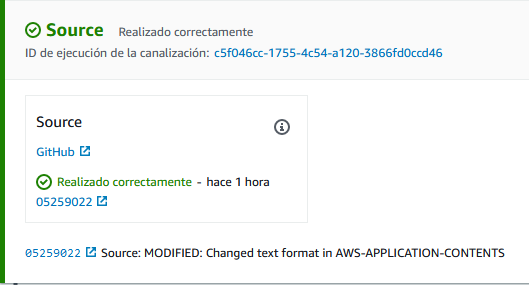 Source Realizado correctamente
ID de ejecución de la canalización: c5f046cc-1755-4c54-a120-3866fd0ccd46
Source
GitHub
Realizado correctamente - hace 1 hora
05259022
05259022 Source: MODIFIED: Changed text format in AWS-APPLICATION-CONTENTS